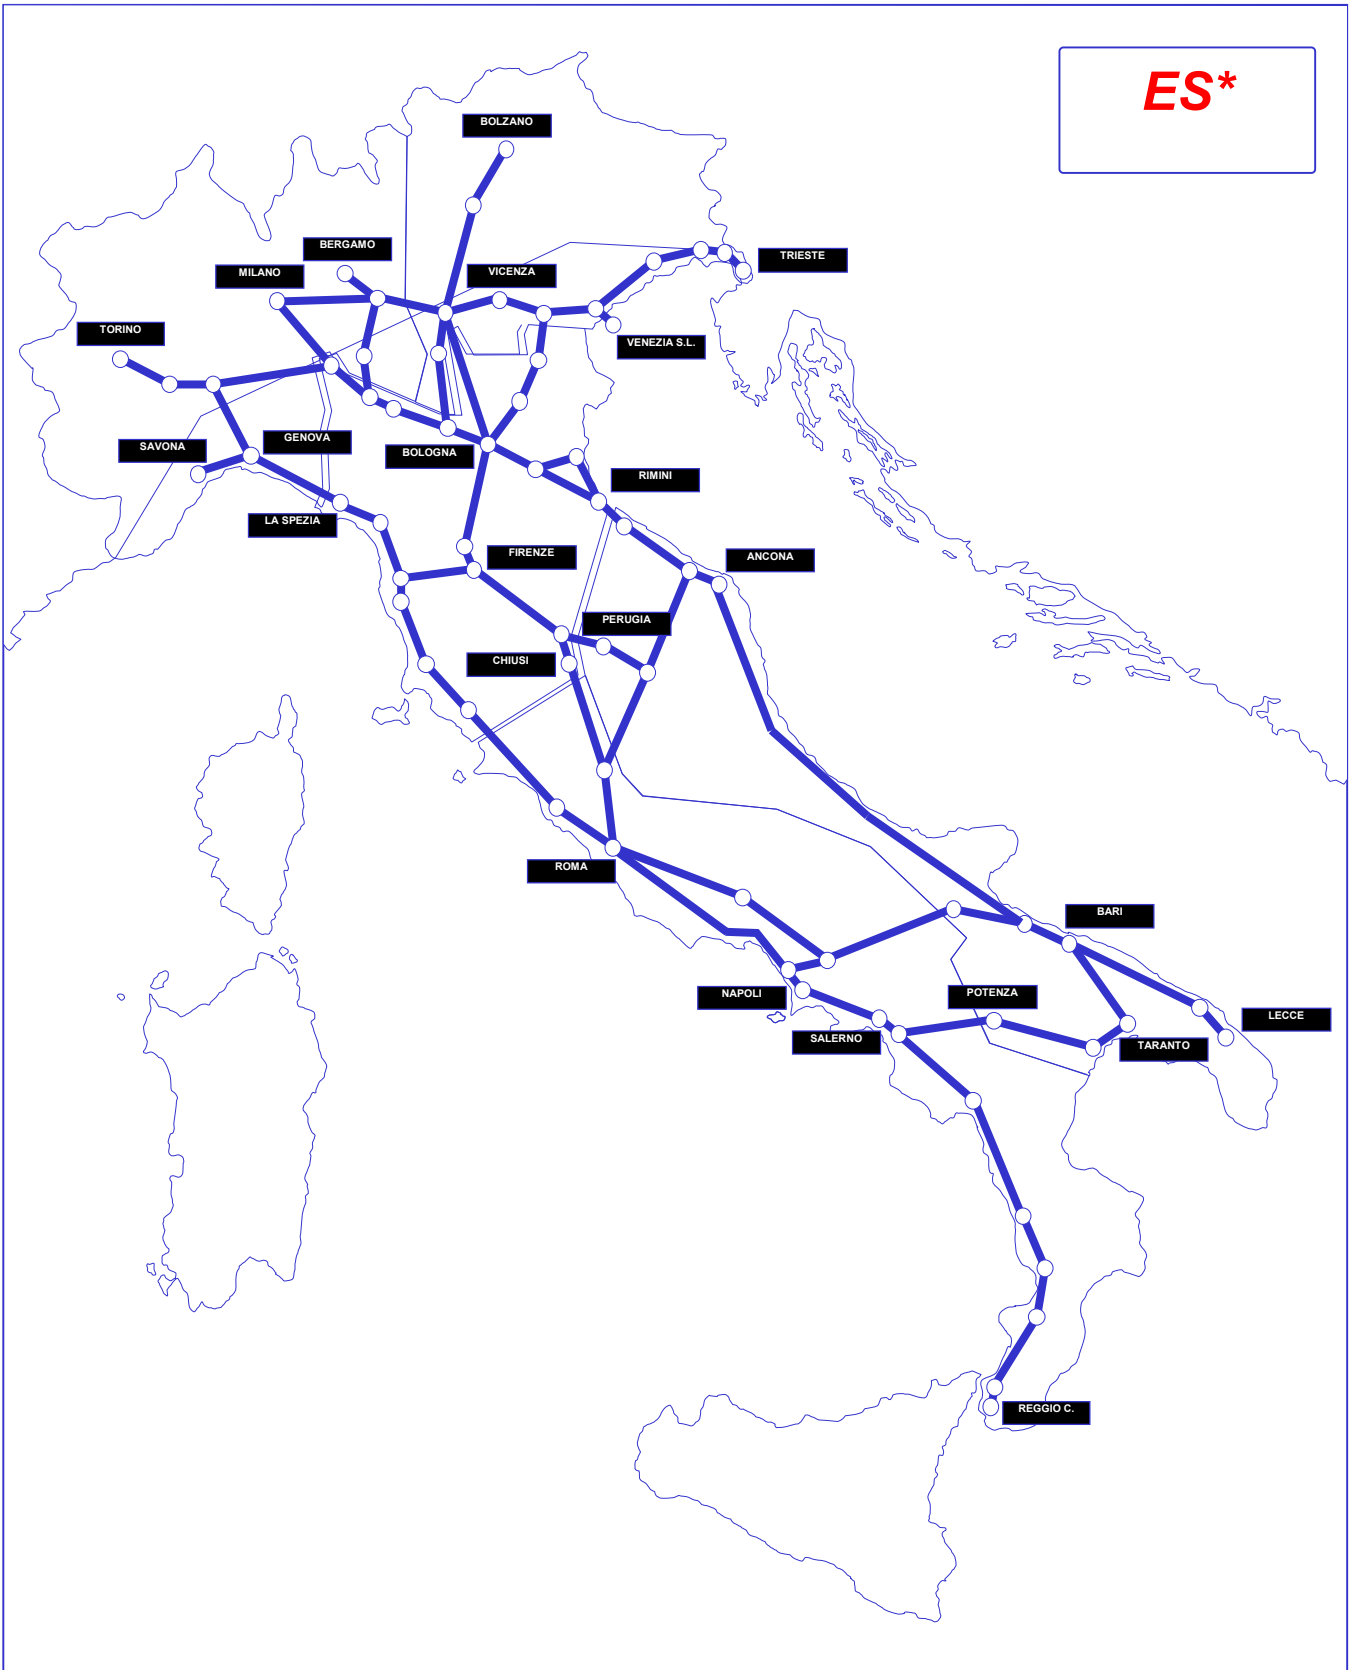 ES*
BOLZANO
BERGAMO
VICENZA
TRIESTE
MILANO
TORINO
VENEZIA S.L.
GENOVA
SAVONA
BOLOGNA
RIMINI
LA SPEZIA
FIRENZE
ANCONA
PERUGIA
CHIUSI
ROMA
BARI
NAPOLI
POTENZA
LECCE
SALERNO
TARANTO
REGGIO C.